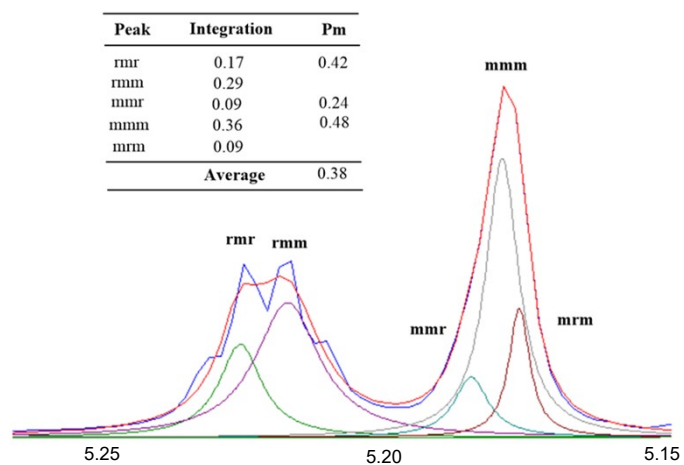 Peak Integration Pm
rmr 0.17 0.42
rmm 0.29
mmr 0.09 0.24
mmm 0.36 0.48
mrm 0.09
Average 0.38
mmm
rmr rmm
mmr mrm
5.25 5.20 5.15